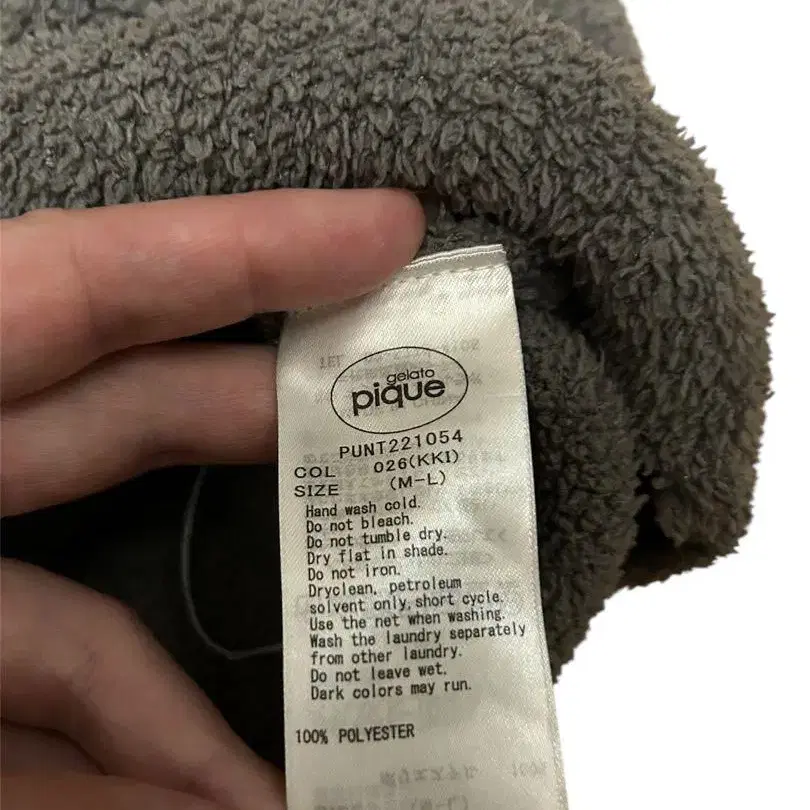 gelato
pique
PUNT221054
COL 026(KKI)
SIZE (M-L)
Hand wash cold.
Do not bleach.
Do not tumble dry.
Dry flat in shade.
Do not iron.
Dryclean, petroleum
solvent only,short cycle.
Use the net when washing.
Wash the laundry separately
from other laundry.
Do not leave wet.
Dark colors may run.
100% POLYESTER